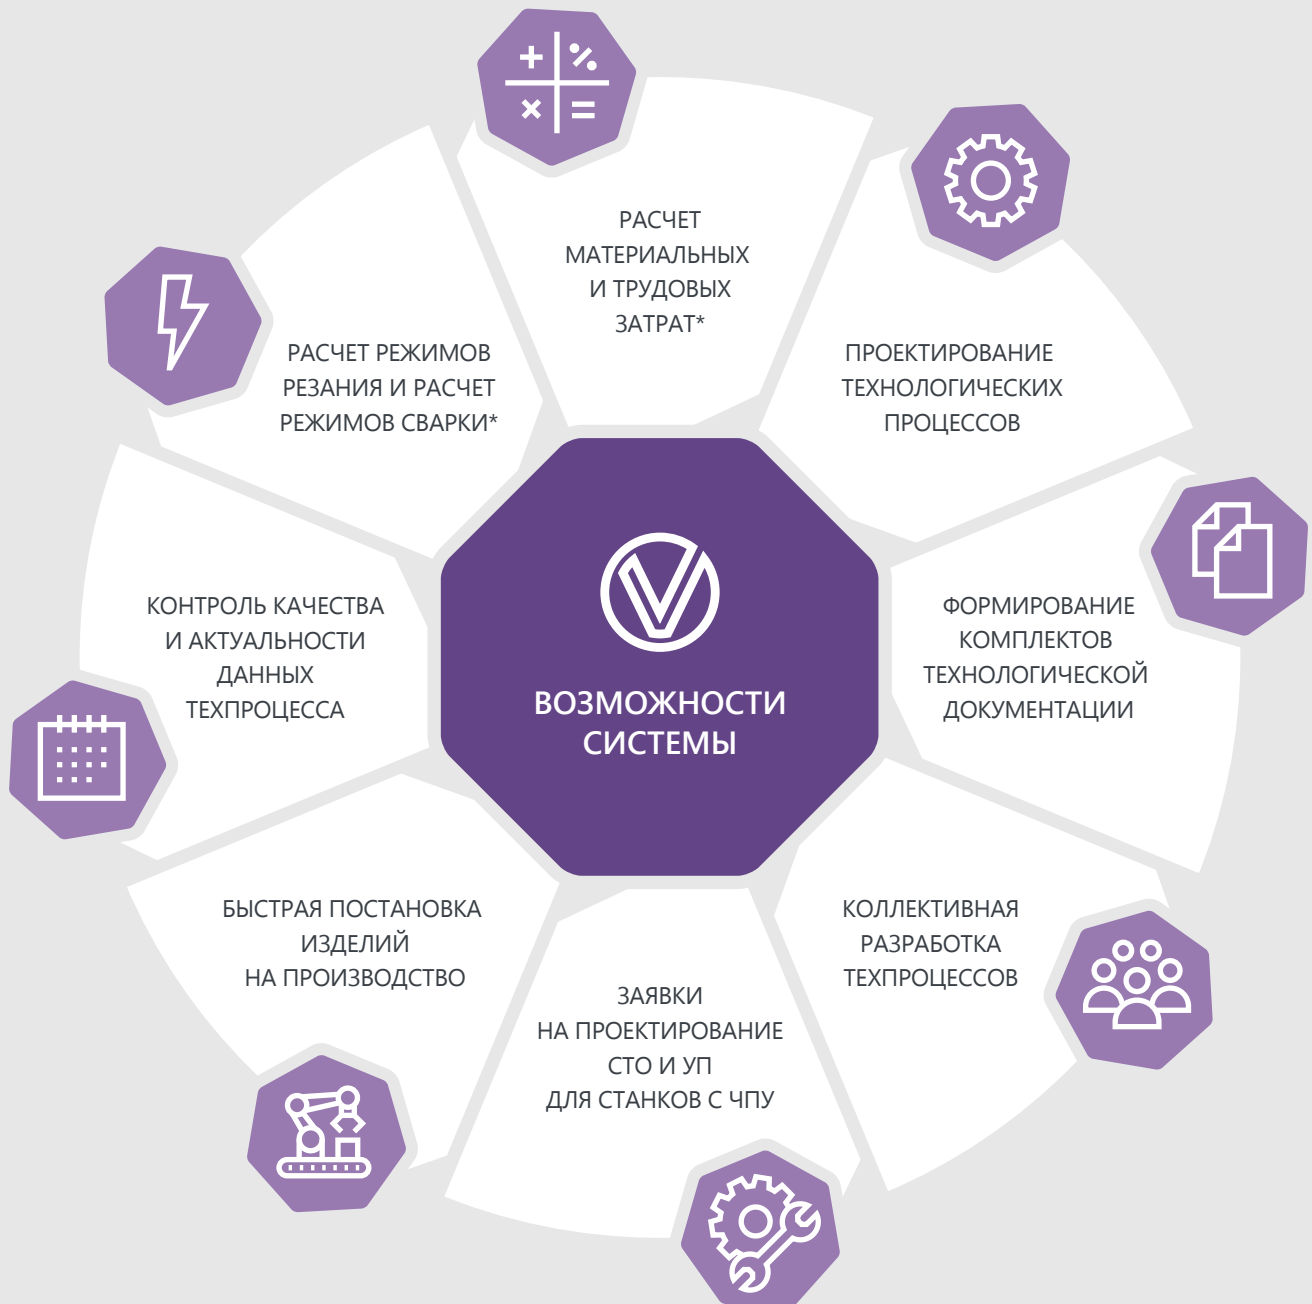 РАСЧЕТ
МАТЕРИАЛЬНЫХ
И ТРУДОВЫХ
ЗАТРАТ*
ПРОЕКТИРОВАНИЕ
ТЕХНОЛОГИЧЕСКИХ
ПРОЦЕССОВ
ФОРМИРОВАНИЕ
КОМПЛЕКТОВ
ТЕХНОЛОГИЧЕСКОЙ
ДОКУМЕНТАЦИИ
КОЛЛЕКТИВНАЯ
РАЗРАБОТКА
ТЕХПРОЦЕССОВ
ЗАЯВКИ
НА ПРОЕКТИРОВАНИЕ
СТО И УП
ДЛЯ СТАНКОВ С ЧПУ
БЫСТРАЯ ПОСТАНОВКА
ИЗДЕЛИЙ
НА ПРОИЗВОДСТВО
КОНТРОЛЬ КАЧЕСТВА
И АКТУАЛЬНОСТИ
ДАННЫХ
ТЕХПРОЦЕССА
РАСЧЕТ РЕЖИМОВ
РЕЗАНИЯ И РАСЧЕТ
РЕЖИМОВ СВАРКИ*
ВОЗМОЖНОСТИ
СИСТЕМЫ